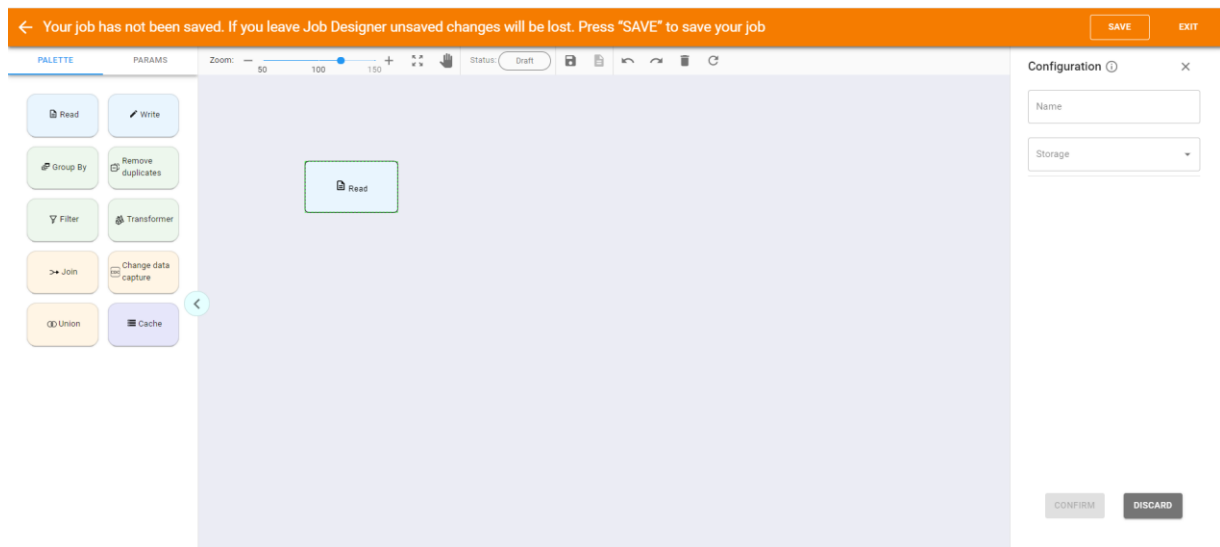 Your job has not been saved. If you leave Job Designer unsaved changes will be lost. Press “SAVE” to save your job
SAVE
EXIT
PALETTE
PARAMS
Zoom:
50
100
150
Status:
Draft
Configuration
Name
Storage
Read
Write
Group By
Remove
duplicates
Filter
Transformer
Join
Change data
capture
Union
Cache
Read
CONFIRM
DISCARD